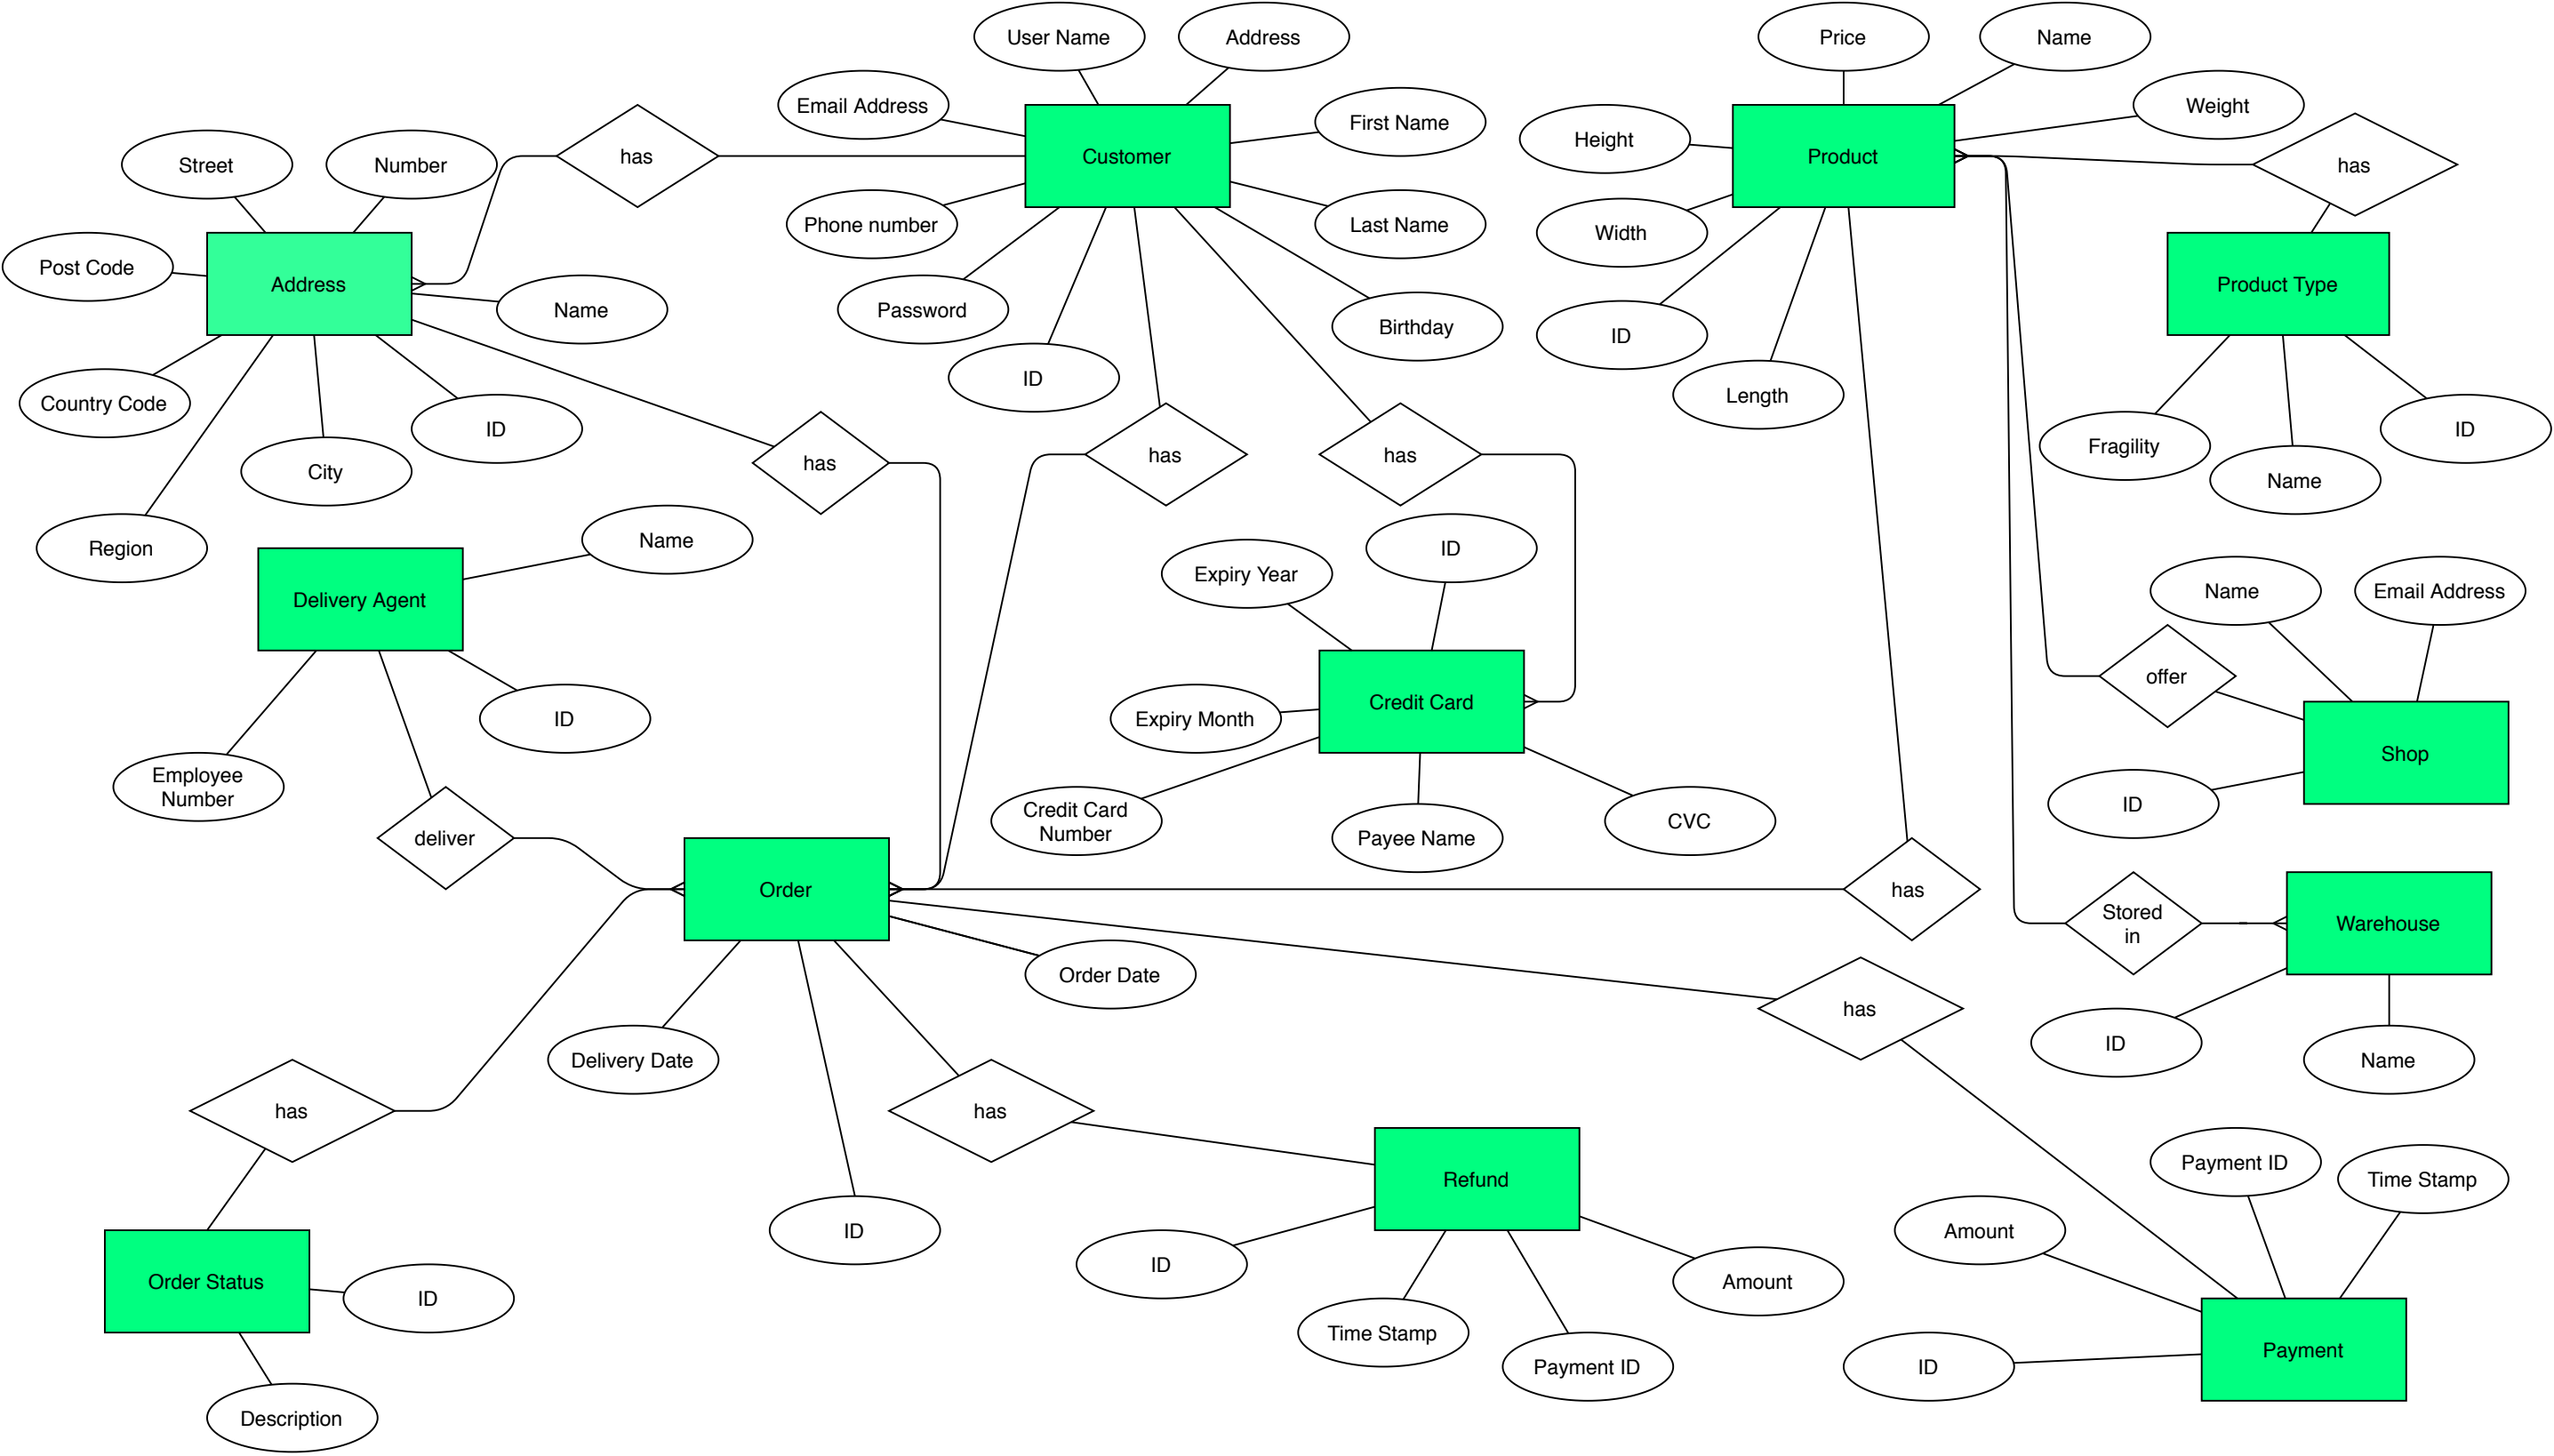 User Name
Address
Price
Name
Email Address
First Name
Height
Weight
Street
Number
has
Customer
Product
has
Post Code
Address
Phone number
Last Name
Width
Product Type
Name
Password
Birthday
ID
Country Code
ID
ID
Length
City
has
has
has
Fragility
Name
ID
Region
Name
Expiry Year
ID
Name
Email Address
Delivery Agent
offer
ID
Expiry Month
Credit Card
Shop
Employee
Number
deliver
Credit Card
Number
Payee Name
CVC
ID
Order
has
Stored
in
Warehouse
Order Date
has
Delivery Date
ID
Name
has
has
Refund
Payment ID
Time Stamp
ID
Amount
Order Status
ID
ID
Amount
Time Stamp
Payment ID
ID
Payment
Description